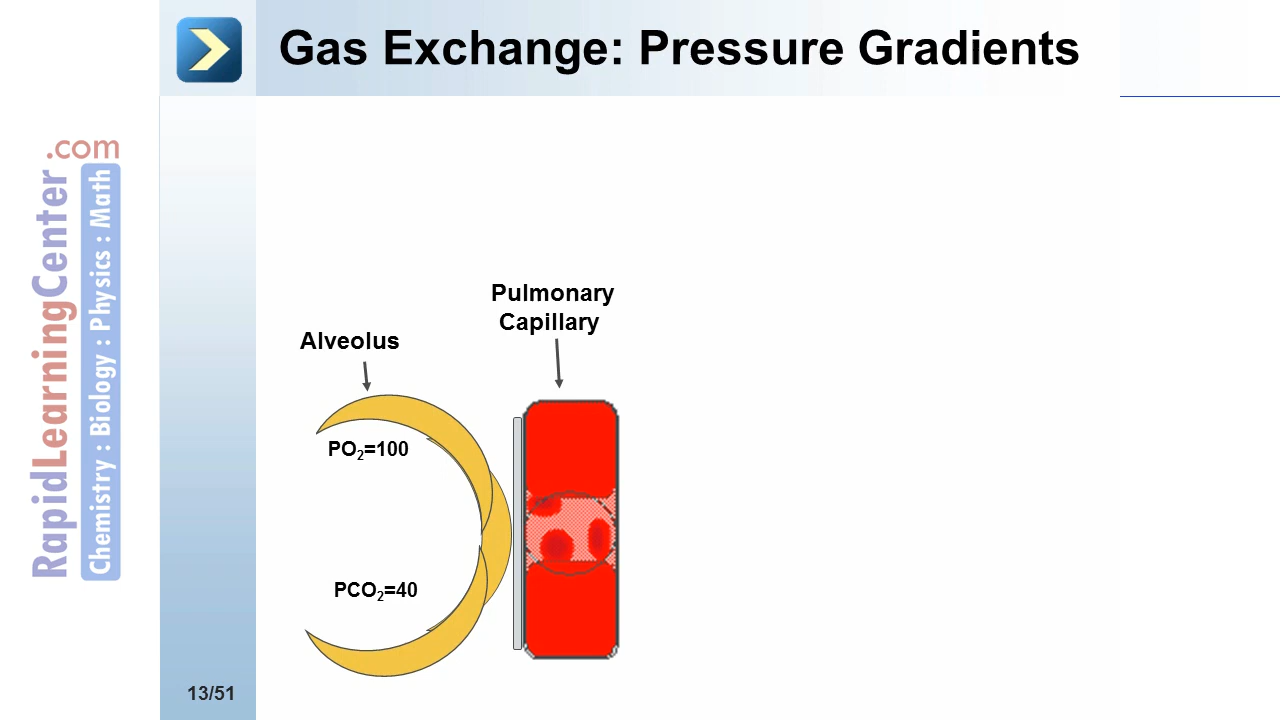 Gas Exchange: Pressure Gradients
RapidLearningCenter.com
Chemistry : Biology : Physics : Math
Pulmonary
Capillary
Alveolus
PO₂=100
PCO₂=40
13/51